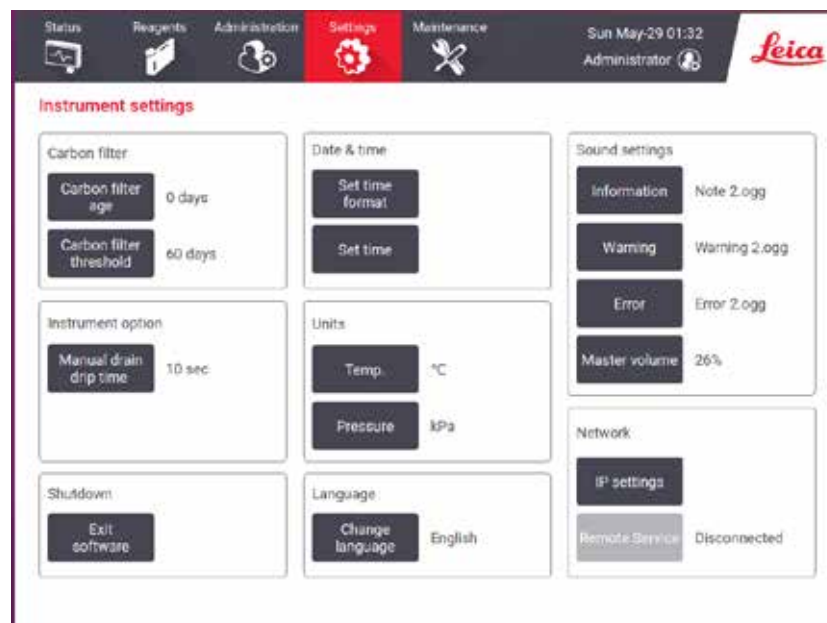 Status
Reagents
Administration
Settings
Maintenance
Sun May-29 01:32
Administrator
Leica
Instrument settings
Carbon filter
Carbon filter
age
0 days
Carbon filter
threshold
60 days
Date & time
Set time
format
Set time
Sound settings
Information
Note 2.ogg
Warning
Warning 2.ogg
Error
Error 2.ogg
Master volume
26%
Instrument option
Manual drain
drip time
10 sec
Units
Temp.
°C
Pressure
kPa
Network
IP settings
Remote Service
Disconnected
Shutdown
Exit
software
Language
Change
language
English